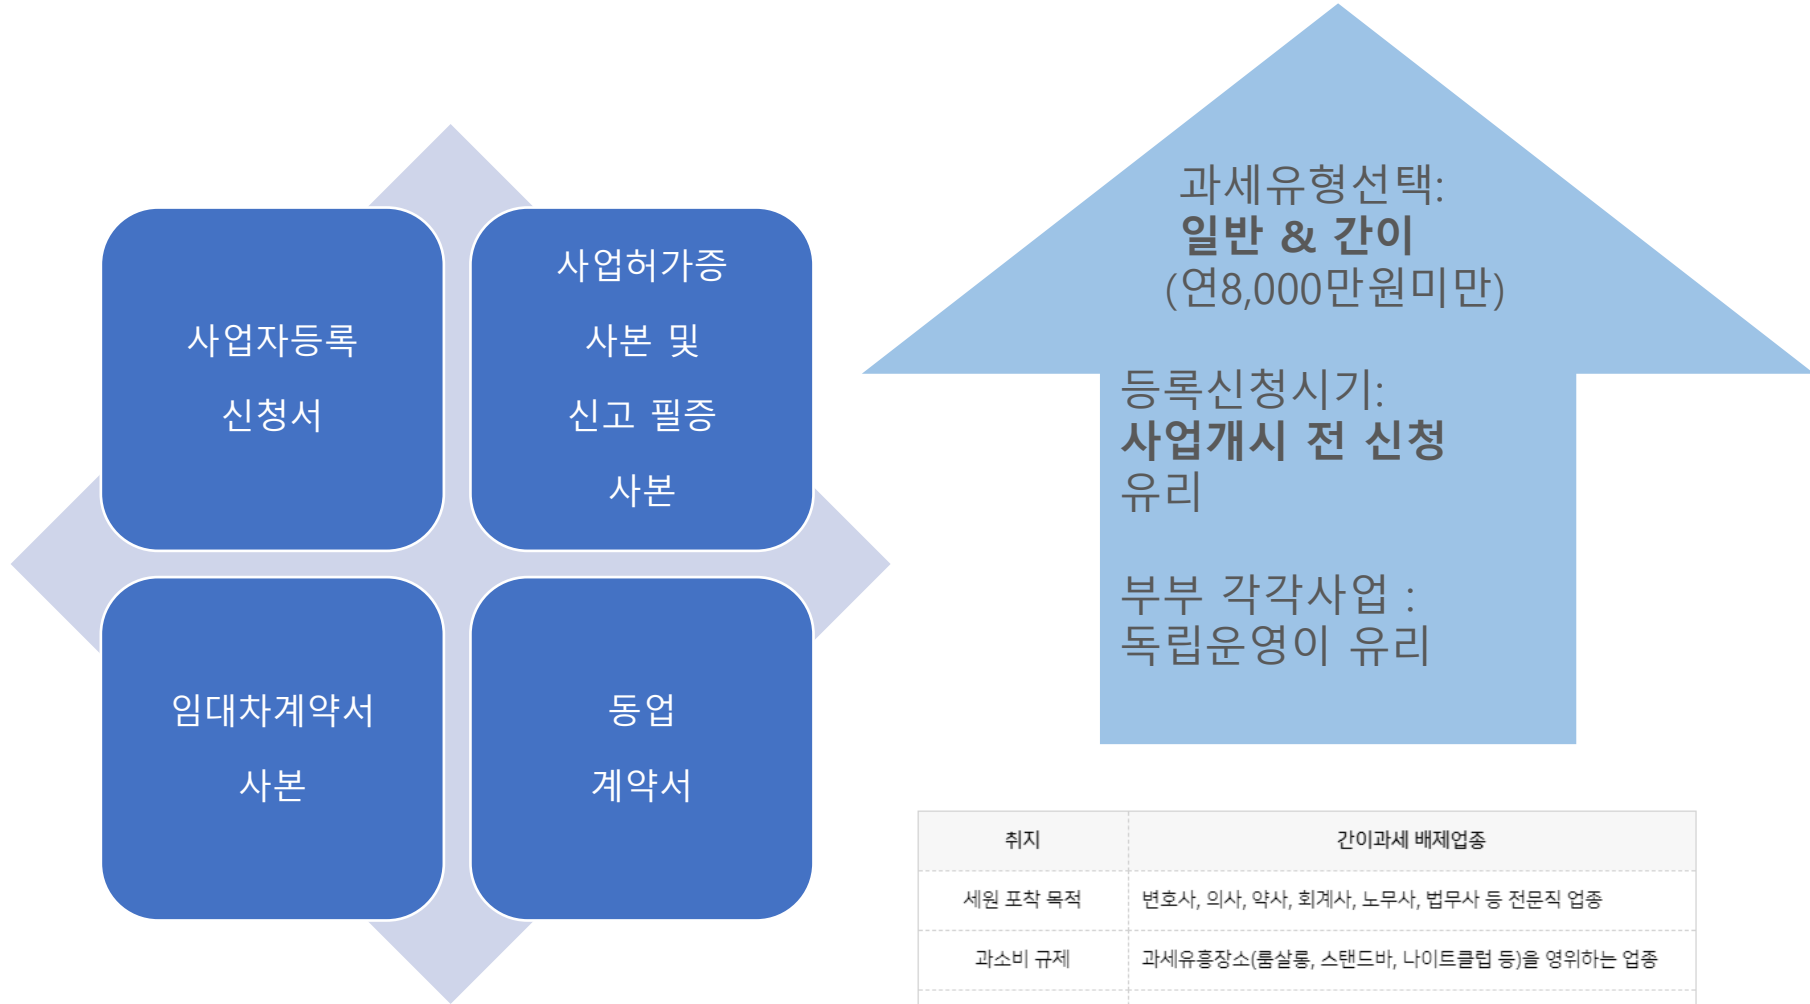 사업자등록
신청서
사업허가증
사본 및
신고 필증
사본
임대차계약서
사본
동업
계약서
과세유형선택:
일반 & 간이
(연8,000만원미만)
등록신청시기:
사업개시 전 신청
유리
부부 각각사업 :
독립운영이 유리
취지
간이과세 배제업종
세원 포착 목적
변호사, 의사, 약사, 회계사, 노무사, 법무사 등 전문직 업종
과소비 규제
과세유흥장소(룸살롱, 스탠드바, 나이트클럽 등)을 영위하는 업종